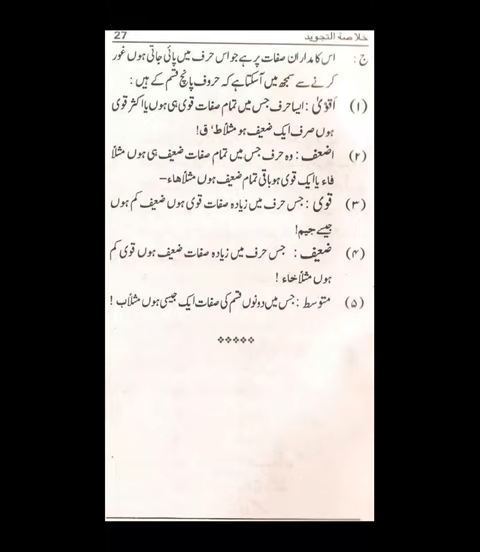 خلاصة التجويد 27
ج : اس کا مدار ان صفات پر ہے جو اس حرف میں پائی جاتی ہوں غور
کرنے سے سمجھ میں آسکتا ہے کہ حروف پانچ قسم کے ہیں :
(۱) اَقوٰی : ایسا حرف جس میں تمام صفات قوی ہی ہوں یا اکثر قوی
ہوں صرف ایک ضعیف ہو مثلاً ط، ق!
(۲) اضعف : وہ حرف جس میں تمام صفات ضعیف ہی ہوں مثلاً
فاء یا ایک قوی ہو باقی تمام ضعیف ہوں مثلاً ھاء–
(۳) قوی : جس حرف میں زیادہ صفات قوی ہوں ضعیف کم ہوں
جیسے جیم!
(۴) ضعیف : جس حرف میں زیادہ صفات ضعیف ہوں قوی کم
ہوں مثلاً خاء !
(۵) متوسط : جس میں دونوں قسم کی صفات ایک جیسی ہوں مثلاً ب !